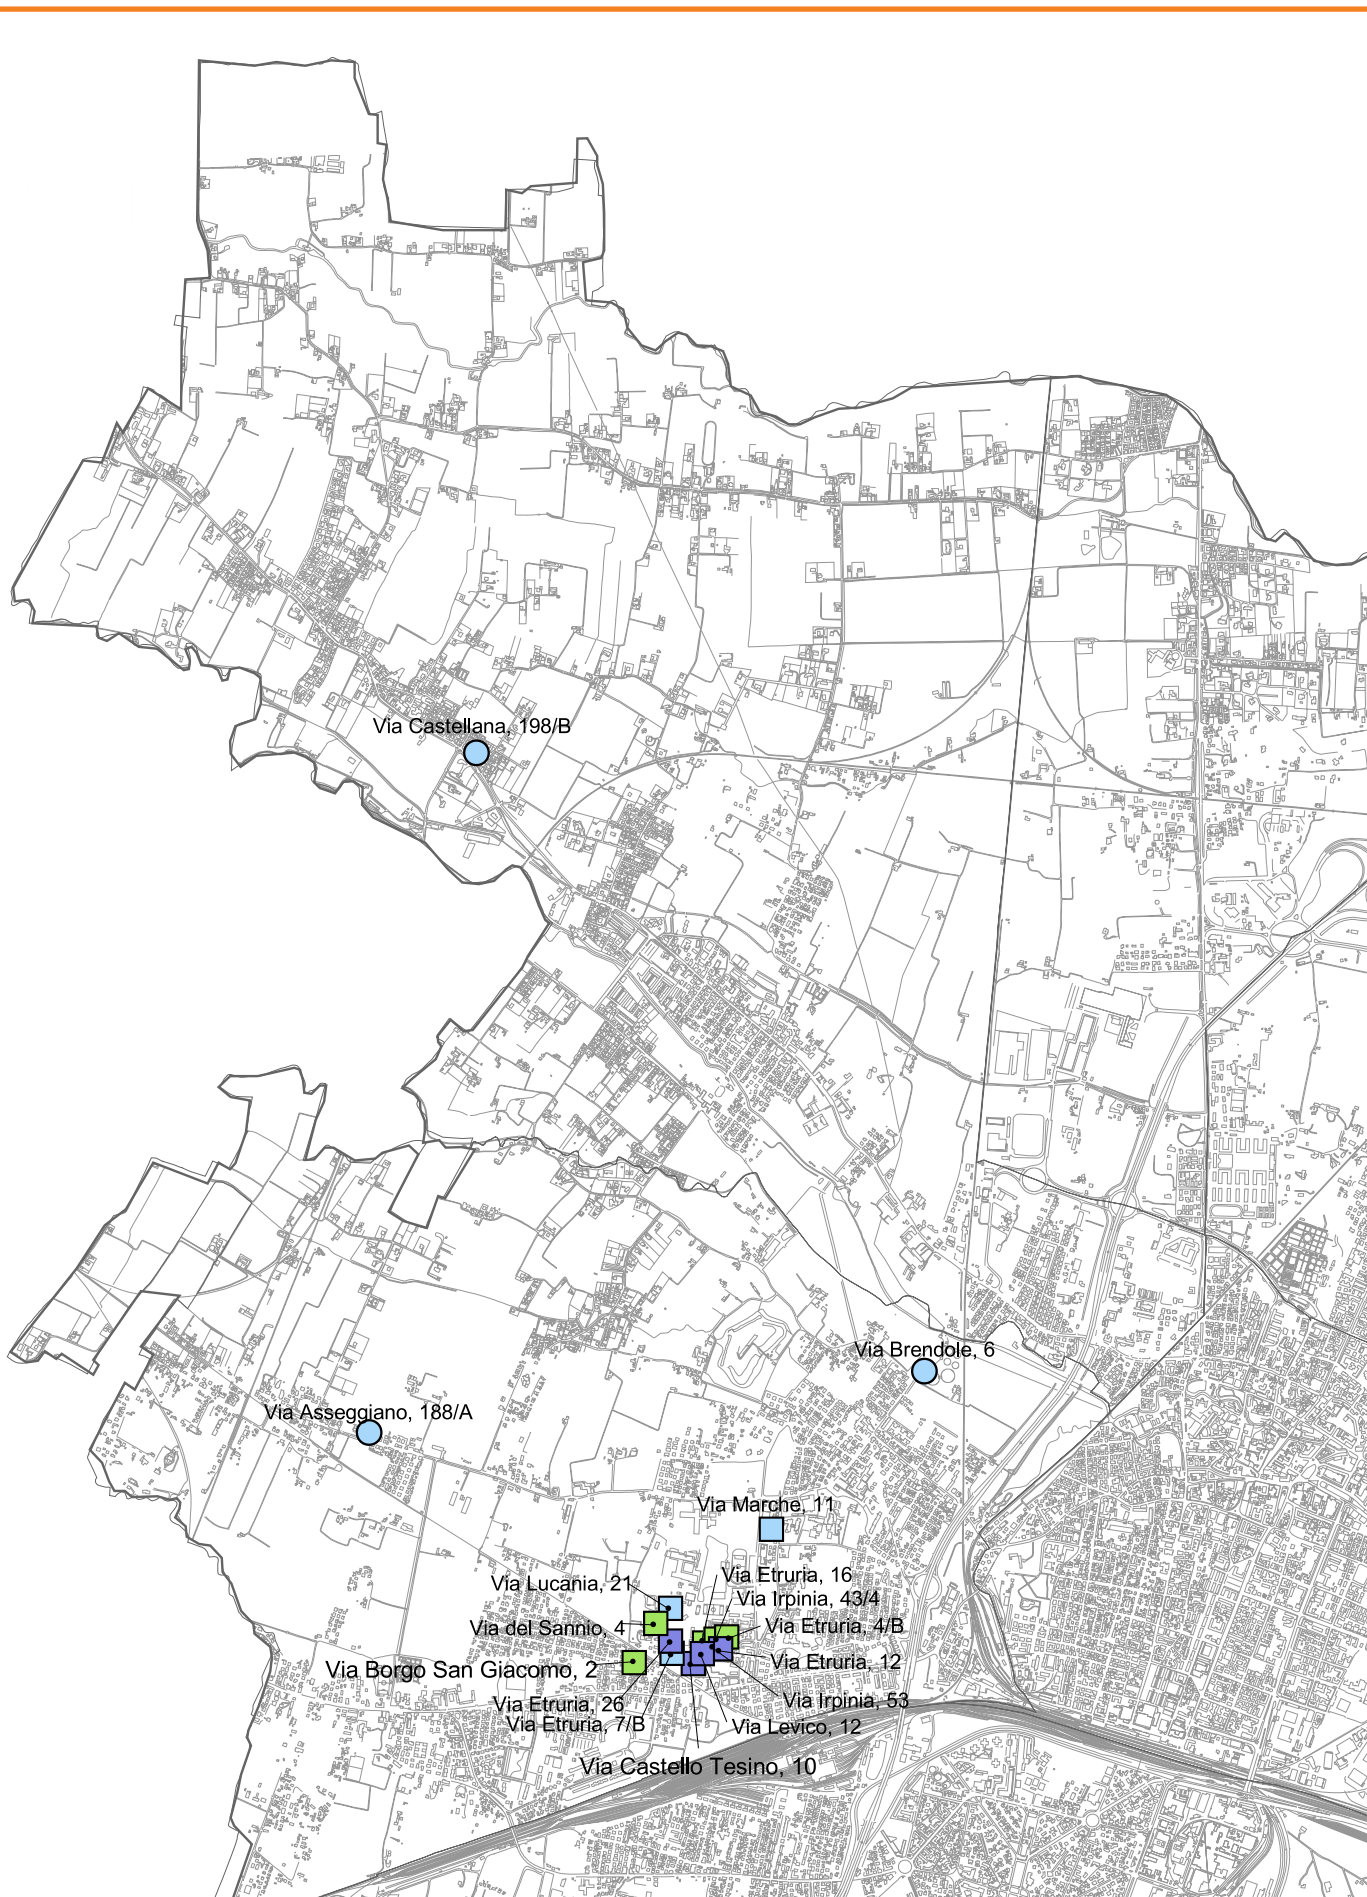 Via Castellana, 198/B
Via Brendole, 6
Via Asseggiano, 188/A
Via Marche, 11
Via Etruria, 16
Via Lucania, 21
Via Irpinia, 43/4
Via del Sannio, 4
Via Etruria, 4/B
Via Etruria, 12
Via Borgo San Giacomo, 2
Via Irpinia, 53
Via Etruria, 26
Via Etruria, 7/B
Via Levico, 12
Via Castello Tesino, 10